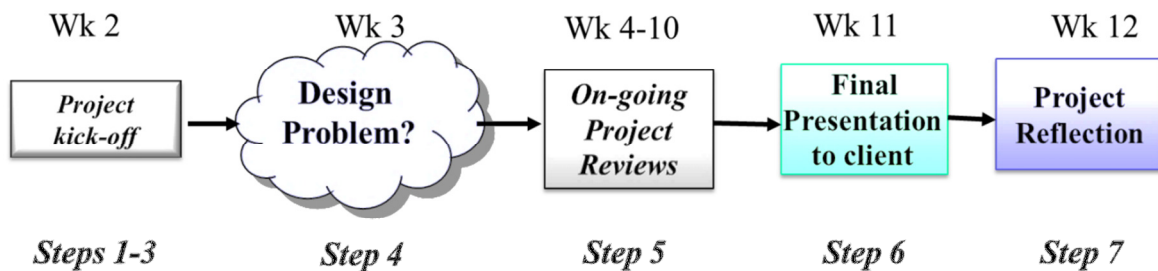 Wk 2
Wk 3
Wk 4-10
Wk 11
Wk 12
Project
kick-off
Design
Problem?
On-going
Project
Reviews
Final
Presentation
to client
Project
Reflection
Steps 1-3
Step 4
Step 5
Step 6
Step 7